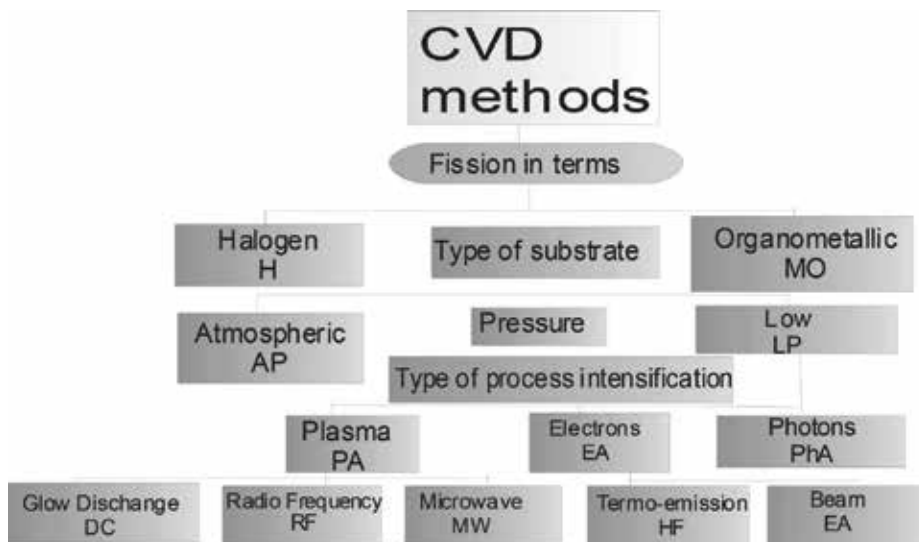 CVD
methods
Fission in terms
Halogen
H
Type of substrate
Organometallic
MO
Atmospheric
AP
Pressure
Low
LP
Type of process intensification
Plasma
PA
Electrons
EA
Photons
PhA
Glow Dischange
DC
Radio Frequency
RF
Microwave
MW
Termo-emission
HF
Beam
EA